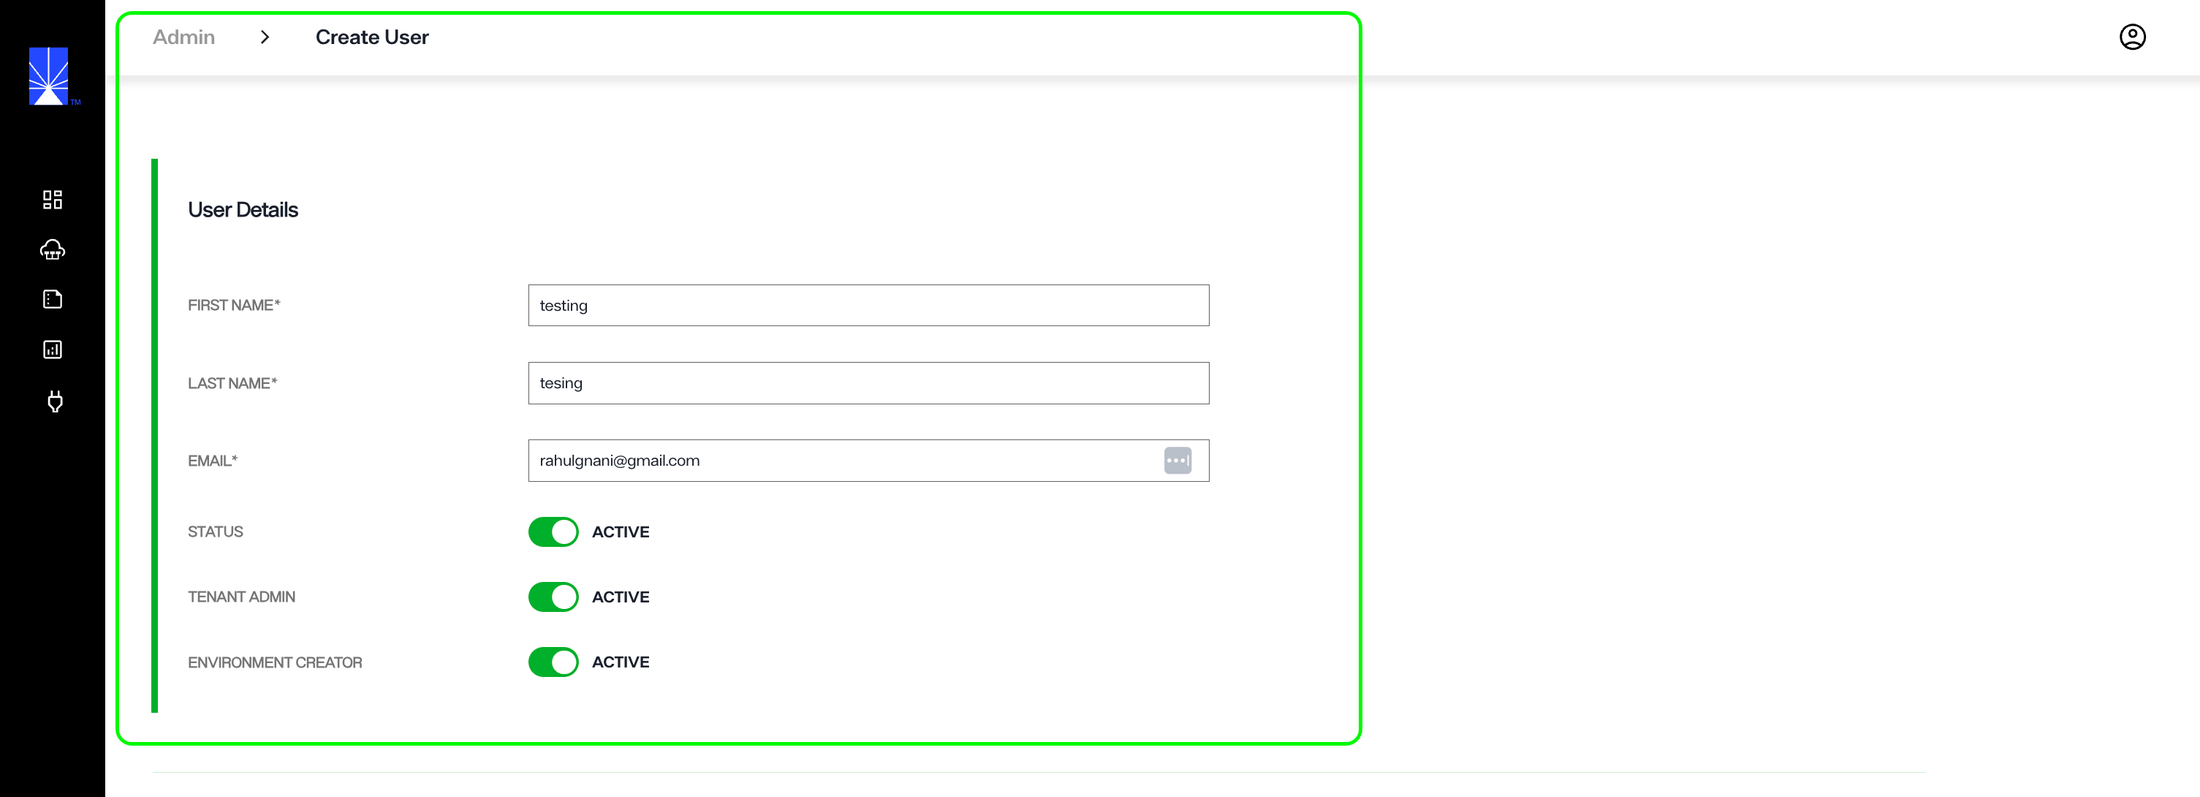 Admin > Create User
TM
User Details
FIRST NAME* testing
LAST NAME* tesing
EMAIL* rahulgnani@gmail.com
STATUS ACTIVE
TENANT ADMIN ACTIVE
ENVIRONMENT CREATOR ACTIVE